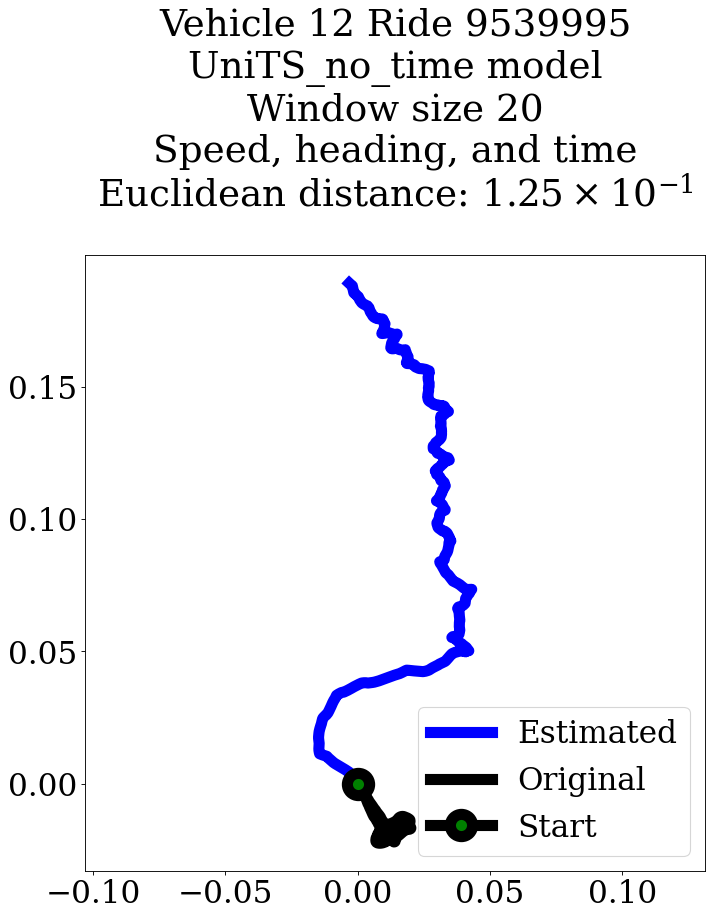 Vehicle 12 Ride 9539995
UniTS_no_time model
Window size 20
Speed, heading, and time
Euclidean distance: 1.25 × 10⁻¹
0.15
0.10
0.05
0.00
Estimated
Original
Start
−0.10 −0.05 0.00 0.05 0.10